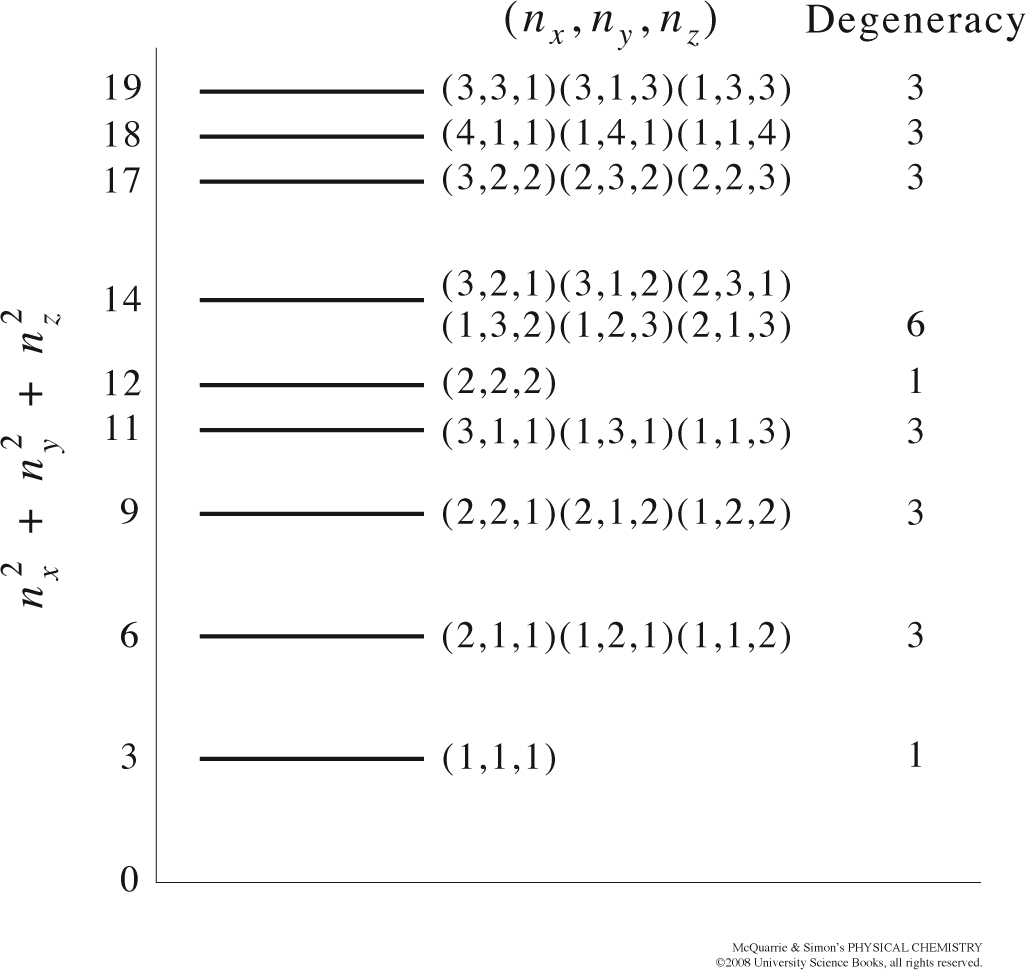 (n_x, n_y, n_z) Degeneracy
19 (3,3,1)(3,1,3)(1,3,3) 3
18 (4,1,1)(1,4,1)(1,1,4) 3
17 (3,2,2)(2,3,2)(2,2,3) 3
14 (3,2,1)(3,1,2)(2,3,1)
(1,3,2)(1,2,3)(2,1,3) 6
12 (2,2,2) 1
11 (3,1,1)(1,3,1)(1,1,3) 3
9 (2,2,1)(2,1,2)(1,2,2) 3
6 (2,1,1)(1,2,1)(1,1,2) 3
3 (1,1,1) 1
0
n_x^2 + n_y^2 + n_z^2
McQuarrie & Simon's PHYSICAL CHEMISTRY
©2008 University Science Books, all rights reserved.